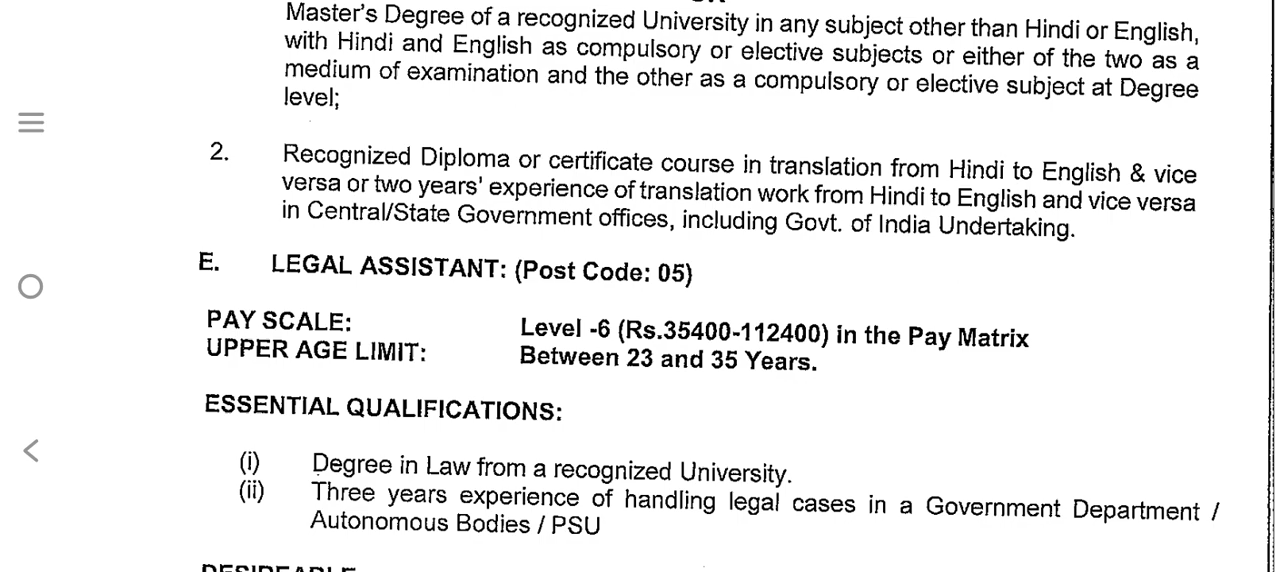 Master's Degree of a recognized University in any subject other than Hindi or English,
with Hindi and English as compulsory or elective subjects or either of the two as a
medium of examination and the other as a compulsory or elective subject at Degree
level;
2. Recognized Diploma or certificate course in translation from Hindi to English & vice
versa or two years' experience of translation work from Hindi to English and vice versa
in Central/State Government offices, including Govt. of India Undertaking.
E. LEGAL ASSISTANT: (Post Code: 05)
PAY SCALE: Level -6 (Rs.35400-112400) in the Pay Matrix
UPPER AGE LIMIT: Between 23 and 35 Years.
ESSENTIAL QUALIFICATIONS:
(i) Degree in Law from a recognized University.
(ii) Three years experience of handling legal cases in a Government Department /
Autonomous Bodies / PSU